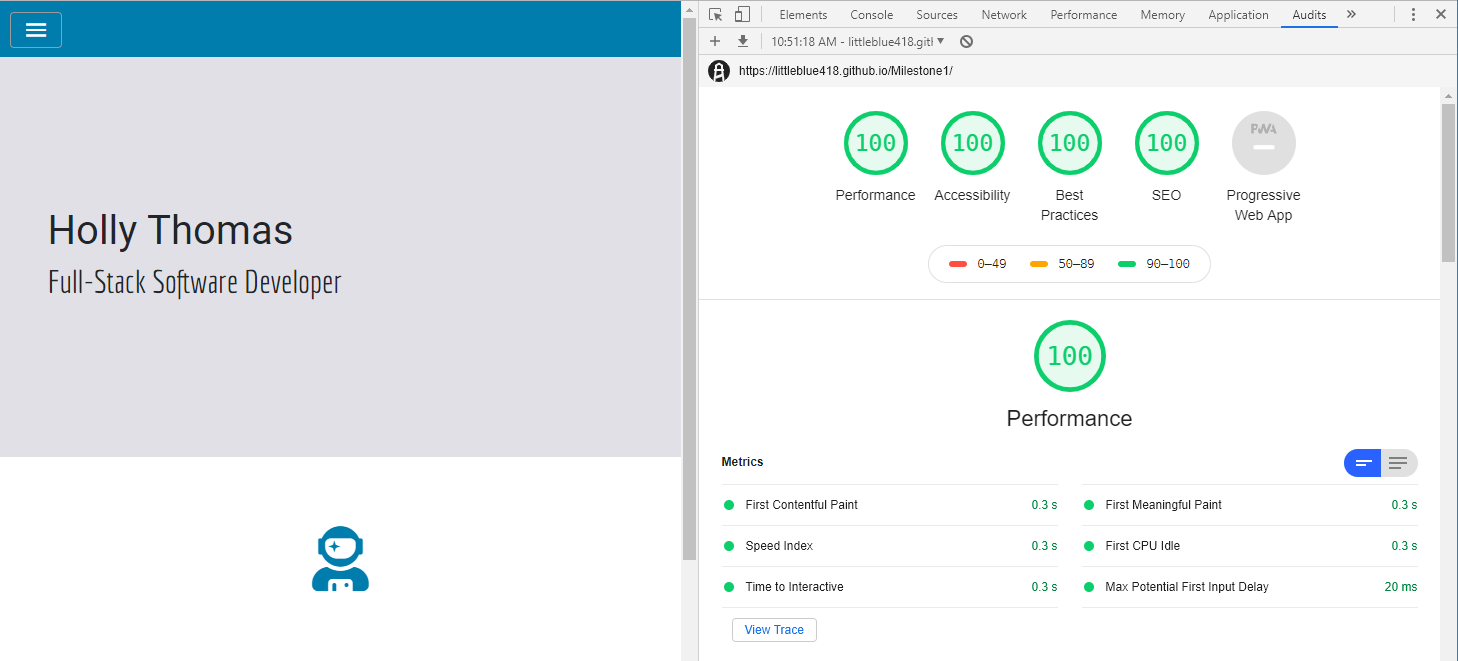 Holly Thomas
Full-Stack Software Developer
Elements Console Sources Network Performance Memory Application Audits »
10:51:18 AM - littleblue418.git
https://littleblue418.github.io/Milestone1/
100 100 100 100 PWA
Performance Accessibility Best Practices SEO Progressive Web App
0–49 50–89 90–100
100
Performance
Metrics
First Contentful Paint 0.3 s First Meaningful Paint 0.3 s
Speed Index 0.3 s First CPU Idle 0.3 s
Time to Interactive 0.3 s Max Potential First Input Delay 20 ms
View Trace